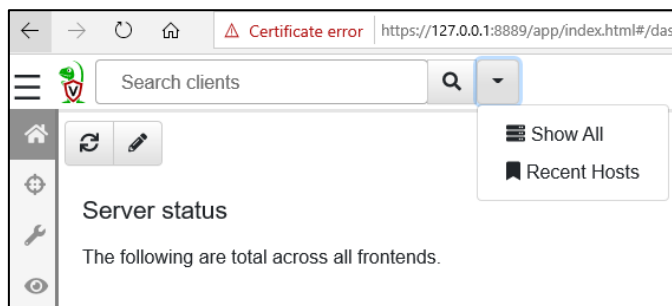 Certificate error https://127.0.0.1:8889/app/index.html#/das
Search clients
Show All
Recent Hosts
Server status
The following are total across all frontends.